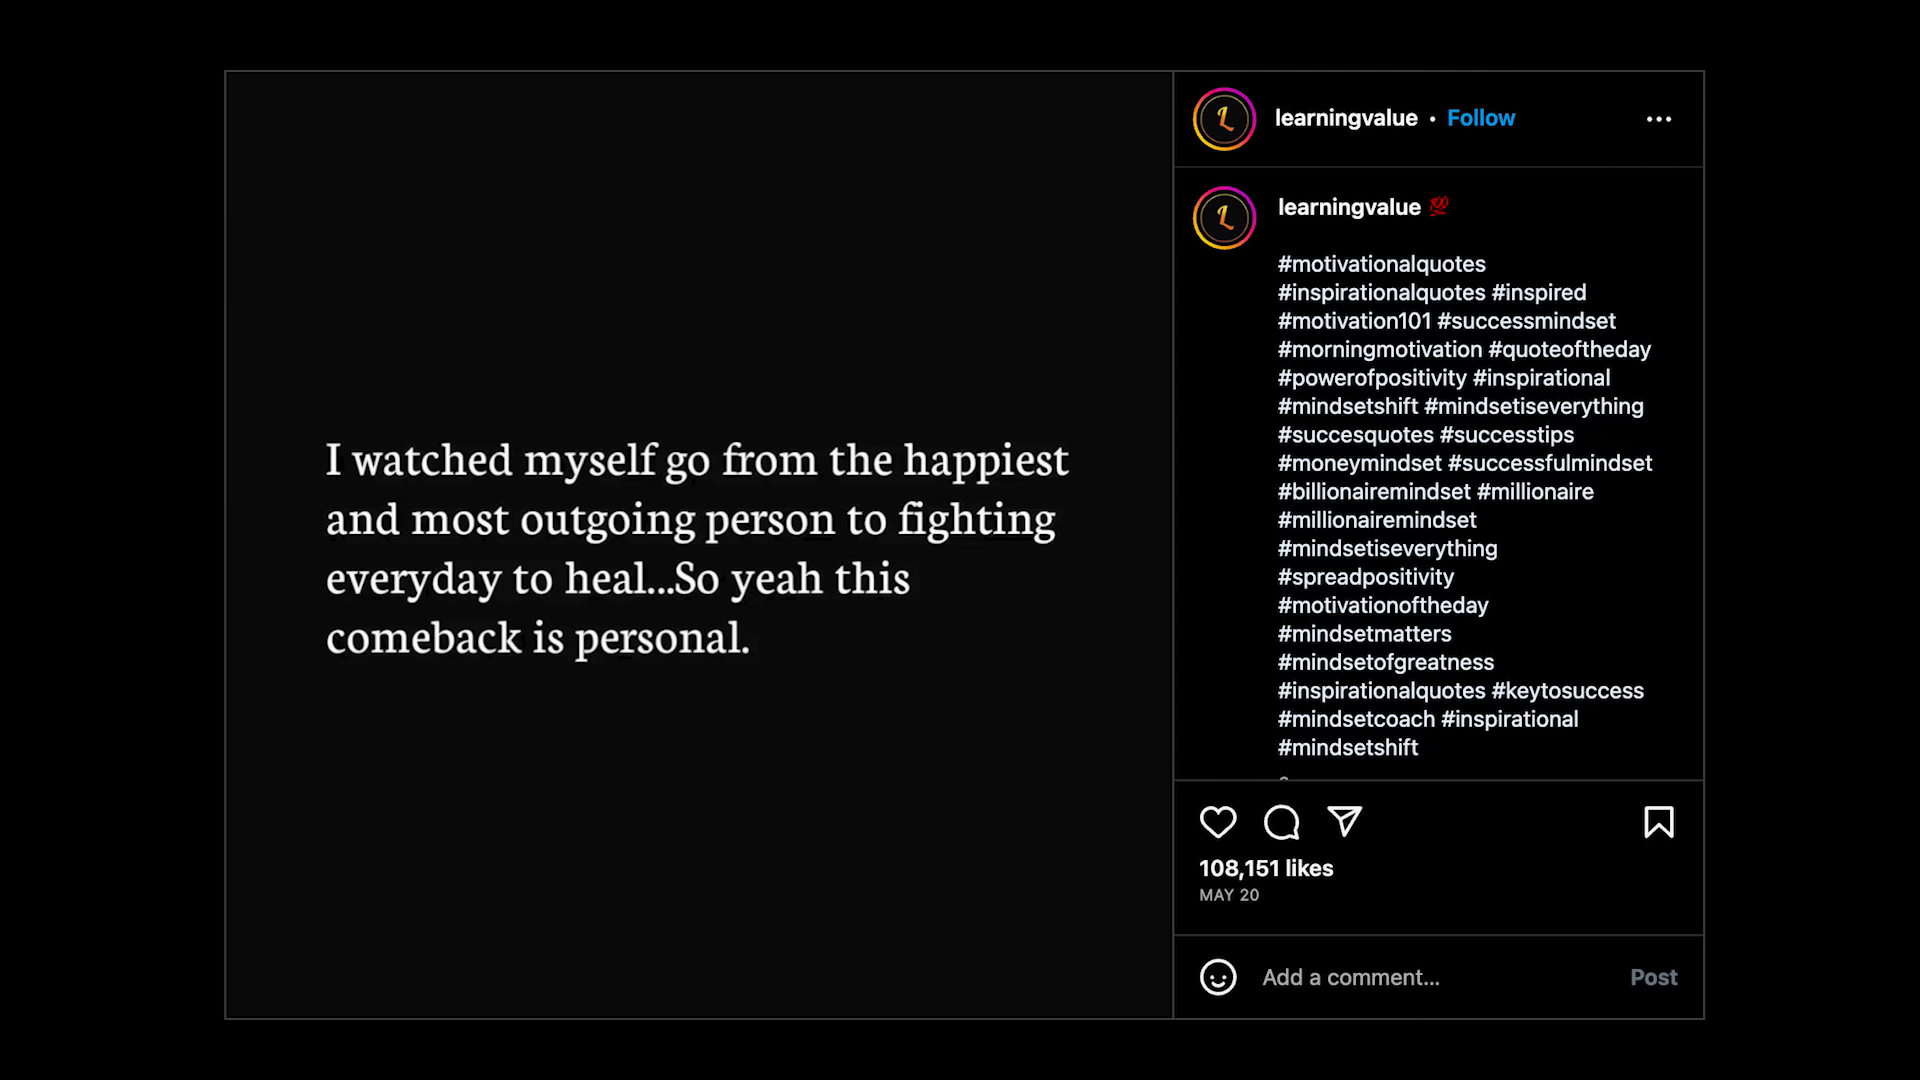 I watched myself go from the happiest
and most outgoing person to fighting
everyday to heal...So yeah this
comeback is personal.
L
learningvalue • Follow
L
learningvalue 💯
#motivationalquotes
#inspirationalquotes #inspired
#motivation101 #successmindset
#morningmotivation #quoteoftheday
#powerofpositivity #inspirational
#mindsetshift #mindsetiseverything
#succesquotes #successtips
#moneymindset #successfulmindset
#billionairemindset #millionaire
#millionairemindset
#mindsetiseverything
#spreadpositivity
#motivationoftheday
#mindsetmatters
#mindsetofgreatness
#inspirationalquotes #keytosuccess
#mindsetcoach #inspirational
#mindsetshift
108,151 likes
MAY 20
Add a comment...
Post